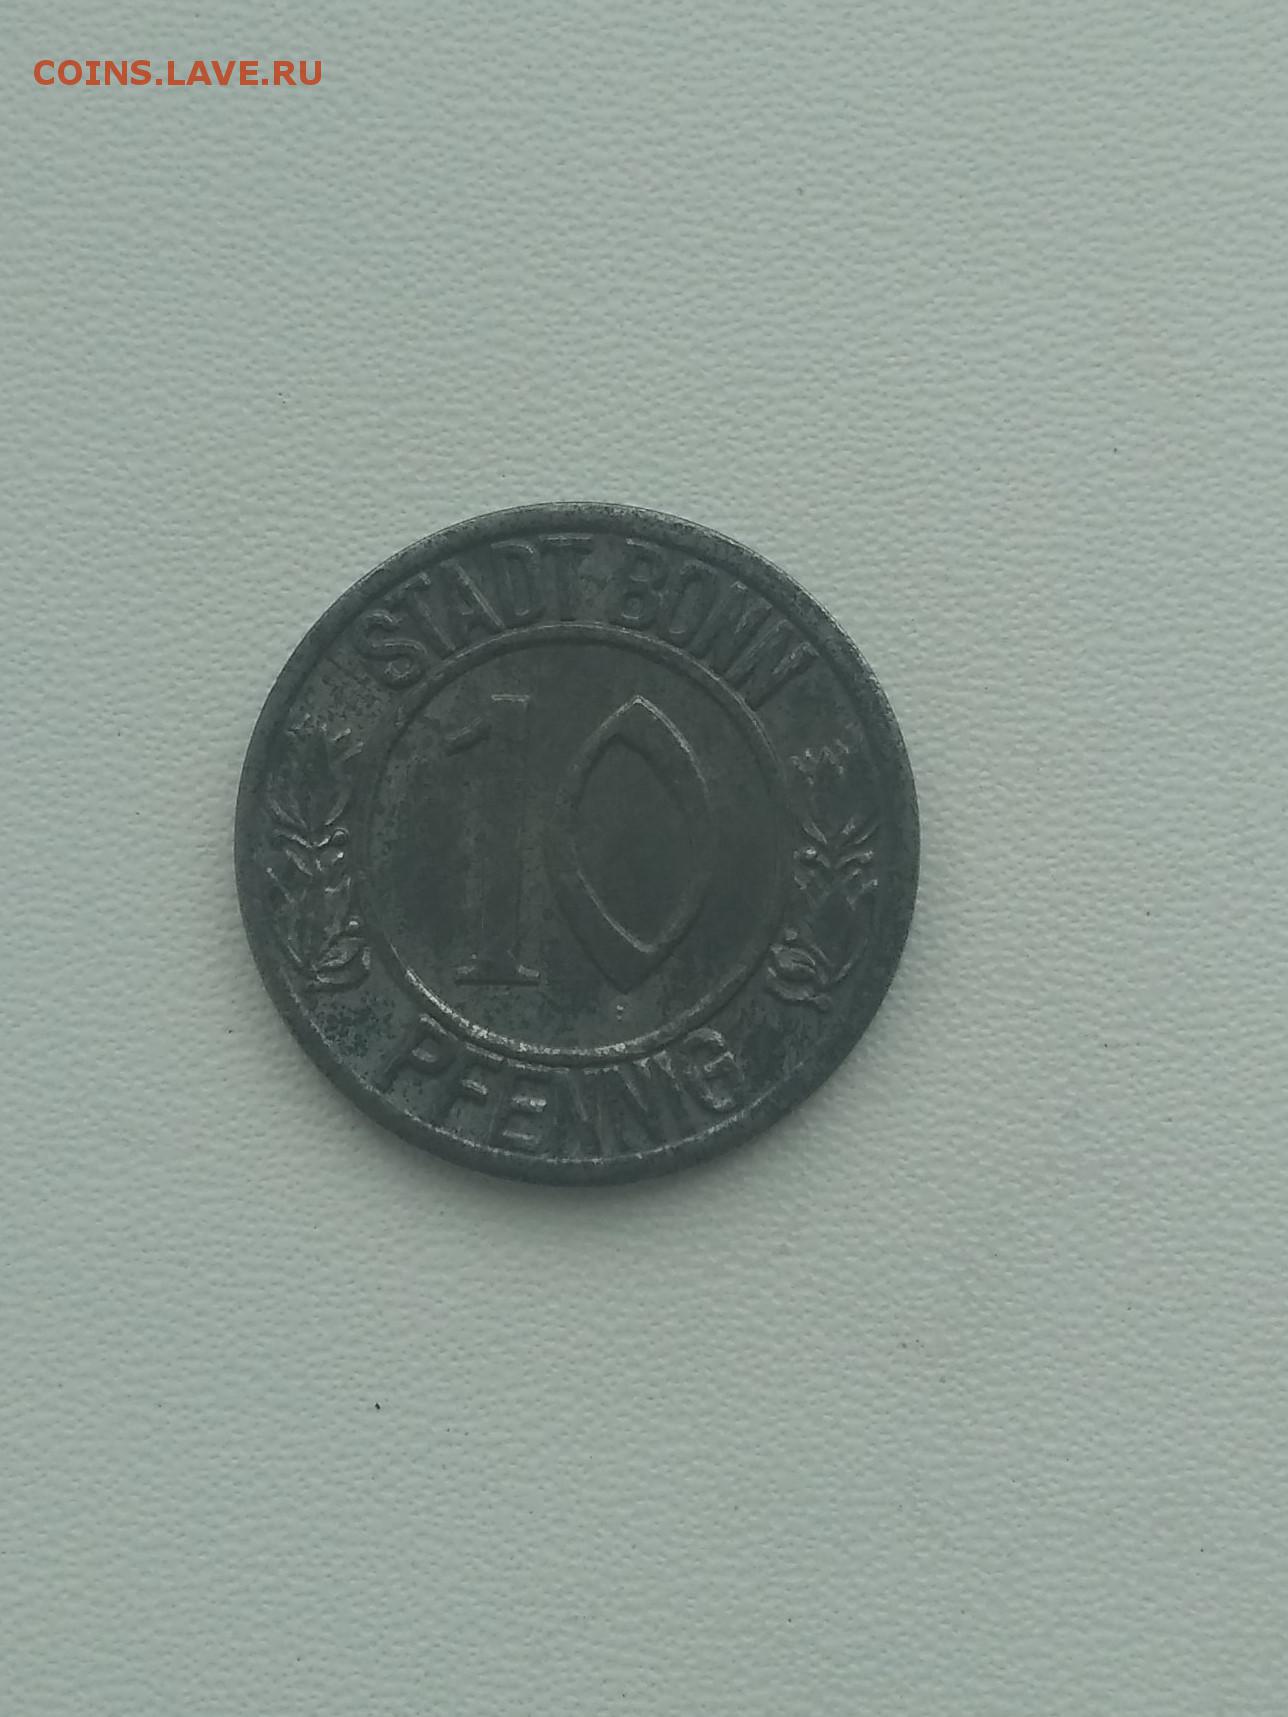 COINS.LAVE.RU
STADT BONN
10
PFENNIG